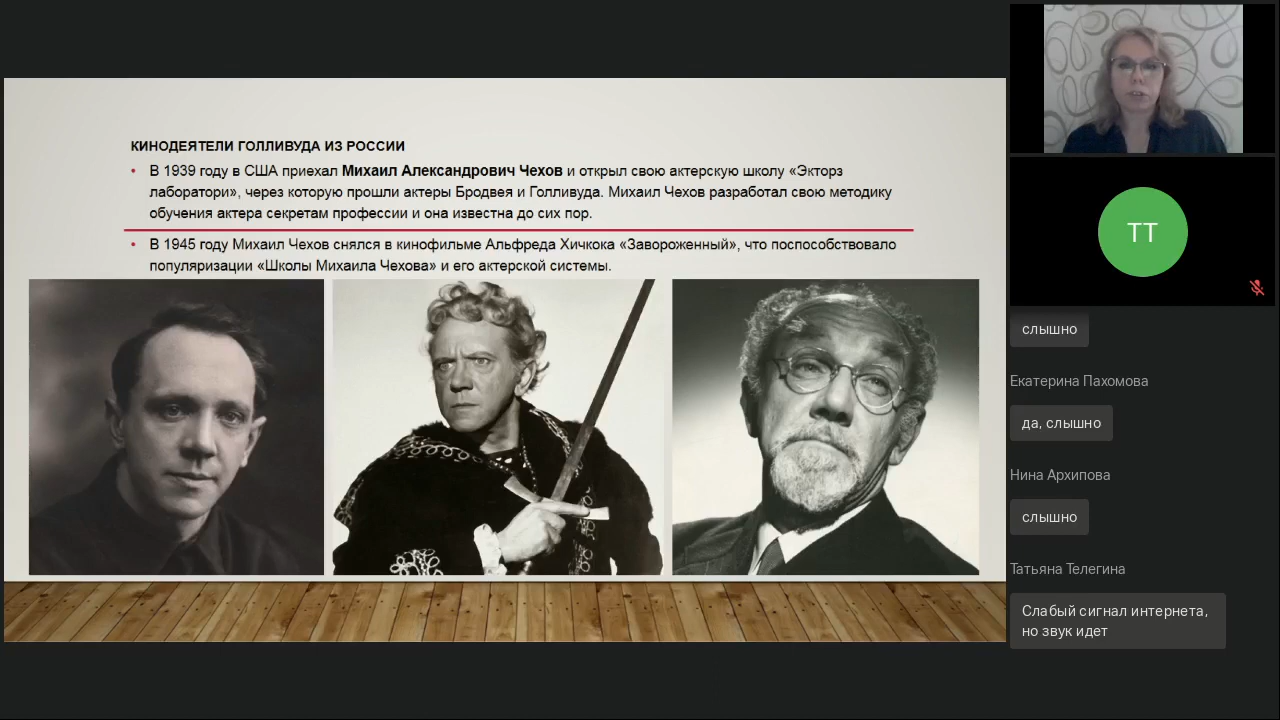 КИНОДЕЯТЕЛИ ГОЛЛИВУДА ИЗ РОССИИ
• В 1939 году в США приехал Михаил Александрович Чехов и открыл свою актерскую школу «Экторз
лаборатори», через которую прошли актеры Бродвея и Голливуда. Михаил Чехов разработал свою методику
обучения актера секретам профессии и она известна до сих пор.
• В 1945 году Михаил Чехов снялся в кинофильме Альфреда Хичкока «Завороженный», что поспособствовало
популяризации «Школы Михаила Чехова» и его актерской системы.
ТТ
слышно
Екатерина Пахомова
да, слышно
Нина Архипова
слышно
Татьяна Телегина
Слабый сигнал интернета,
но звук идет